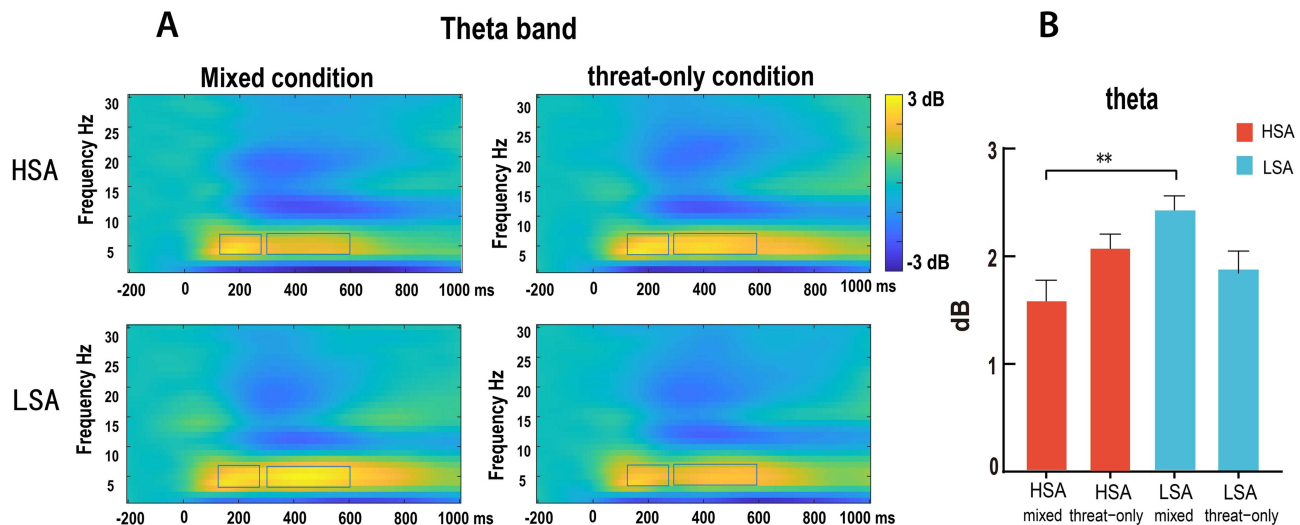 A
Theta band
B
Mixed condition
threat-only condition
HSA
Frequency Hz
30
20
15
10
5
-200 0 200 400 600 800 1000 ms
Frequency Hz
30
20
15
10
5
-200 0 200 400 600 800 1000 ms
3 dB
-3 dB
LSA
Frequency Hz
30
20
15
10
5
-200 0 200 400 600 800 1000 ms
Frequency Hz
30
20
15
10
5
-200 0 200 400 600 800 1000 ms
theta
HSA
LSA
**
dB
3
2
1
0
HSA HSA LSA LSA
mixed threat-only mixed threat-only